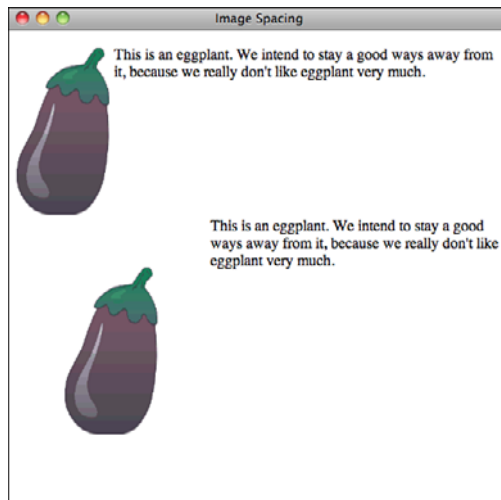 Image Spacing
This is an eggplant. We intend to stay a good ways away from
it, because we really don't like eggplant very much.
This is an eggplant. We intend to stay a good
ways away from it, because we really don't like
eggplant very much.